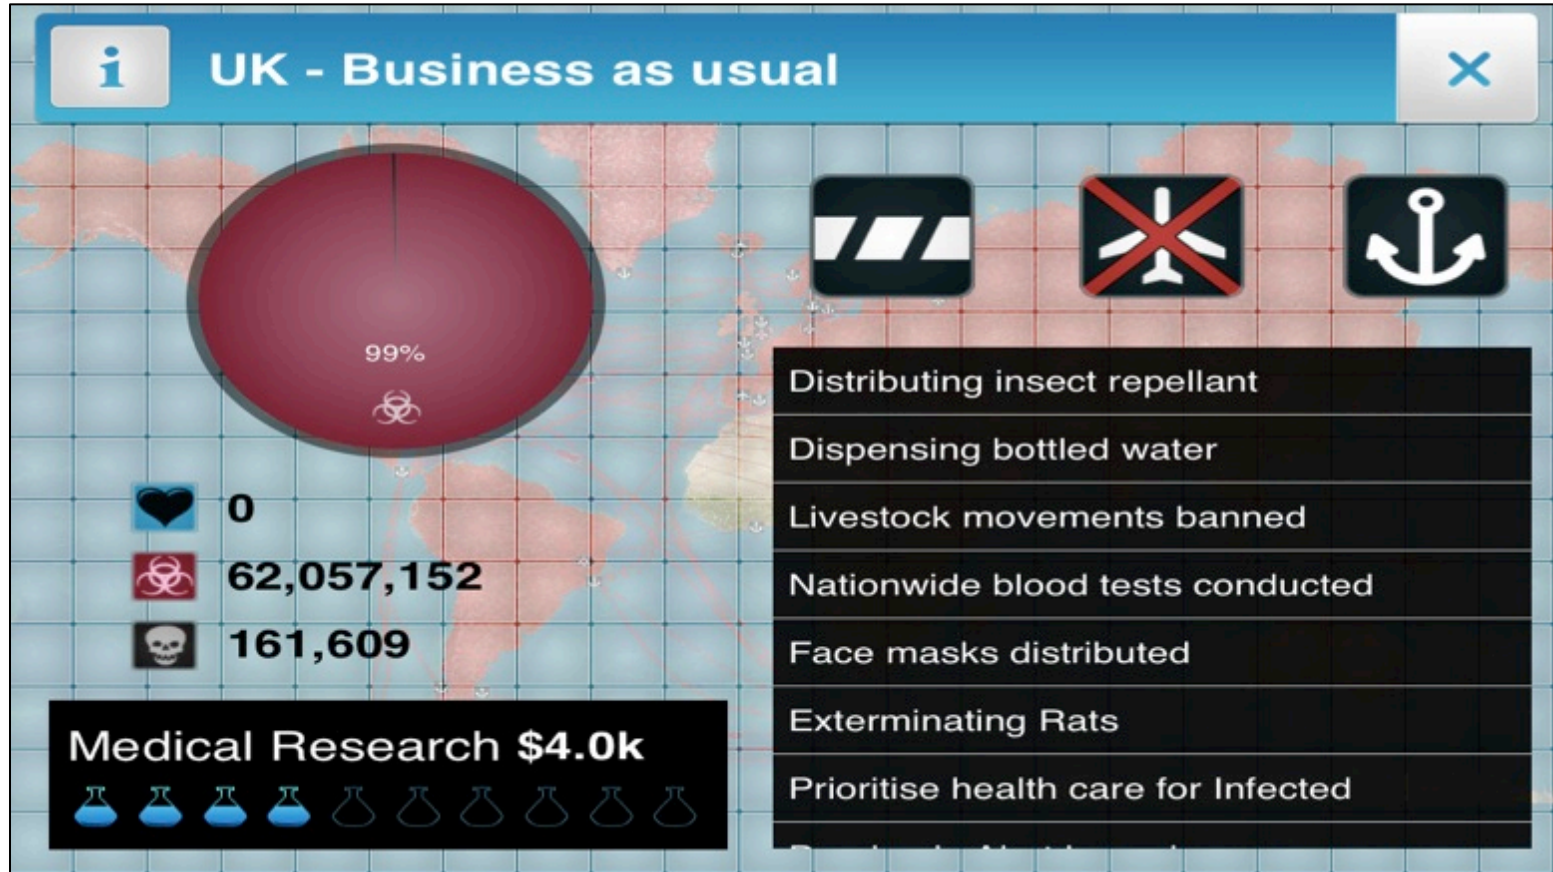 i
UK - Business as usual
99%
0
62,057,152
161,609
Medical Research $4.0k
Distributing insect repellant
Dispensing bottled water
Livestock movements banned
Nationwide blood tests conducted
Face masks distributed
Exterminating Rats
Prioritise health care for Infected